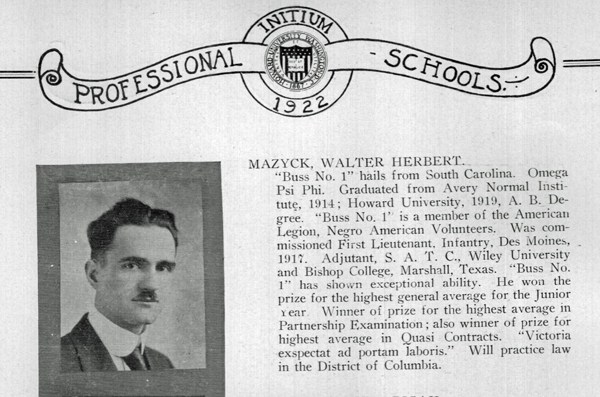 INITIUM
PROFESSIONAL SCHOOLS.
HOWARD UNIVERSITY WASHINGTON D.C.
1867
1922
MAZYCK, WALTER HERBERT.
"Buss No. 1" hails from South Carolina. Omega
Psi Phi. Graduated from Avery Normal Insti-
tute, 1914; Howard University, 1919, A. B. De-
gree. "Buss No. 1' is a member of the American
Legion, Negro American Volunteers. Was com-
missioned First Lieutenant, Infantry, Des Moines,
1917. Adjutant, S. A. T. C., Wiley University
and Bishop College, Marshall, Texas. "Buss No.
1" has shown exceptional ability. He won the
prize for the highest general average for the Junior
Year Winner of prize for the highest average in
Partnership Examination; also winner of prize for
highest average in Quasi Contracts. "Victoria
exspectat ad portam laboris." Will practice law
in the District of Columbia.